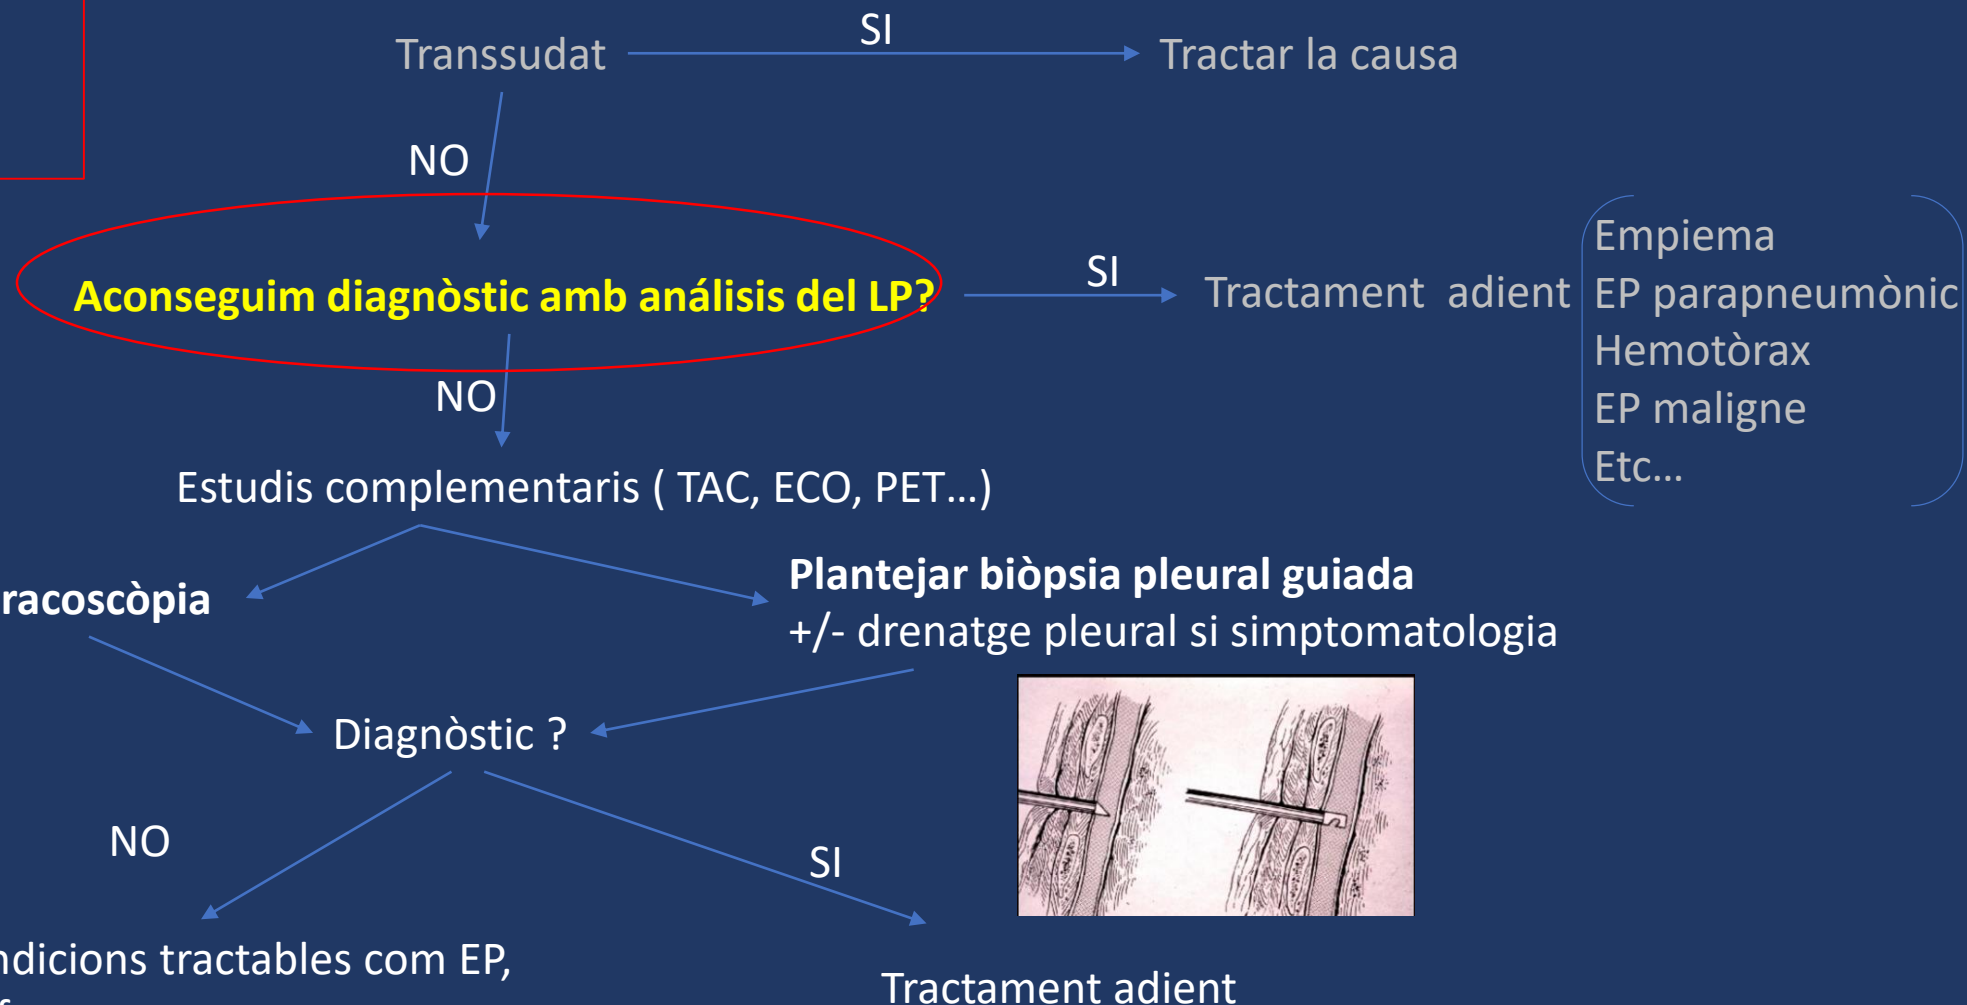 Transsudat
SI
Tractar la causa
NO
Aconseguim diagnòstic amb análisis del LP?
SI
Tractament adient
Empiema
EP parapneumònic
Hemotòrax
EP maligne
Etc...
NO
Estudis complementaris ( TAC, ECO, PET...)
racoscòpia
Plantejar biòpsia pleural guiada
+/- drenatge pleural si simptomatologia
Diagnòstic ?
NO
SI
ndicions tractables com EP,
Tractament adient